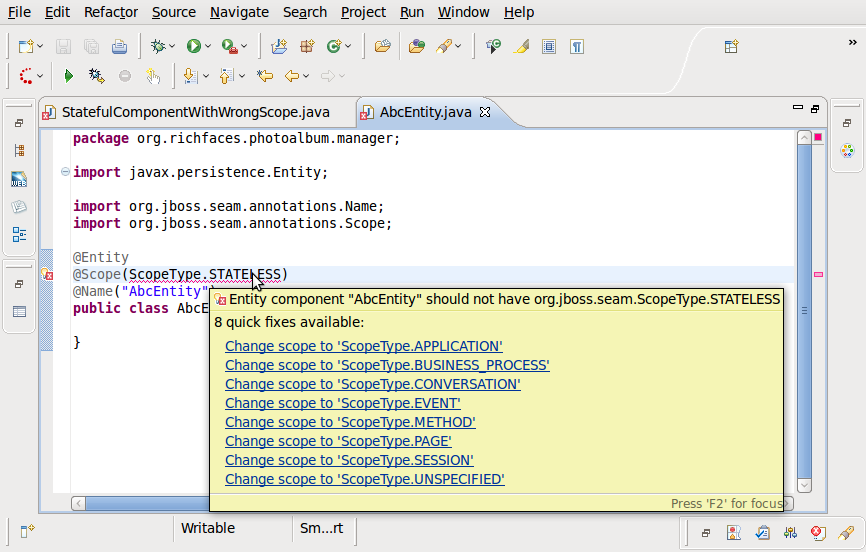 File Edit Refactor Source Navigate Search Project Run Window Help
»
StatefulComponentWithWrongScope.java AbcEntity.java
package org.richfaces.photoalbum.manager;
import javax.persistence.Entity;
import org.jboss.seam.annotations.Name;
import org.jboss.seam.annotations.Scope;
@Entity
@Scope(ScopeType.STATELESS)
@Name("AbcEntity")
public class AbcE
}
Entity component "AbcEntity" should not have org.jboss.seam.ScopeType.STATELESS
8 quick fixes available:
Change scope to 'ScopeType.APPLICATION'
Change scope to 'ScopeType.BUSINESS_PROCESS'
Change scope to 'ScopeType.CONVERSATION'
Change scope to 'ScopeType.EVENT'
Change scope to 'ScopeType.METHOD'
Change scope to 'ScopeType.PAGE'
Change scope to 'ScopeType.SESSION'
Change scope to 'ScopeType.UNSPECIFIED'
Press 'F2' for focus
Writable Sm...rt